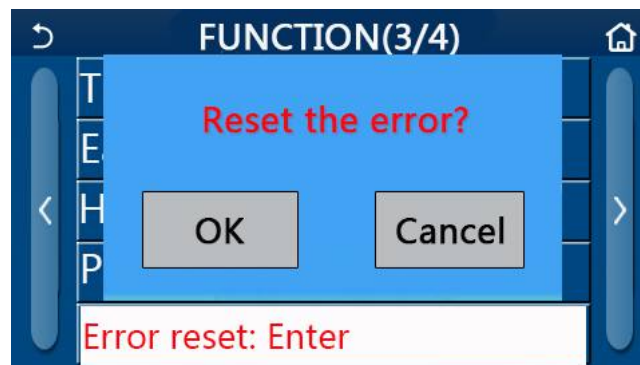 FUNCTION(3/4)
T
Reset the error?
E
H
OK
Cancel
P
Error reset: Enter